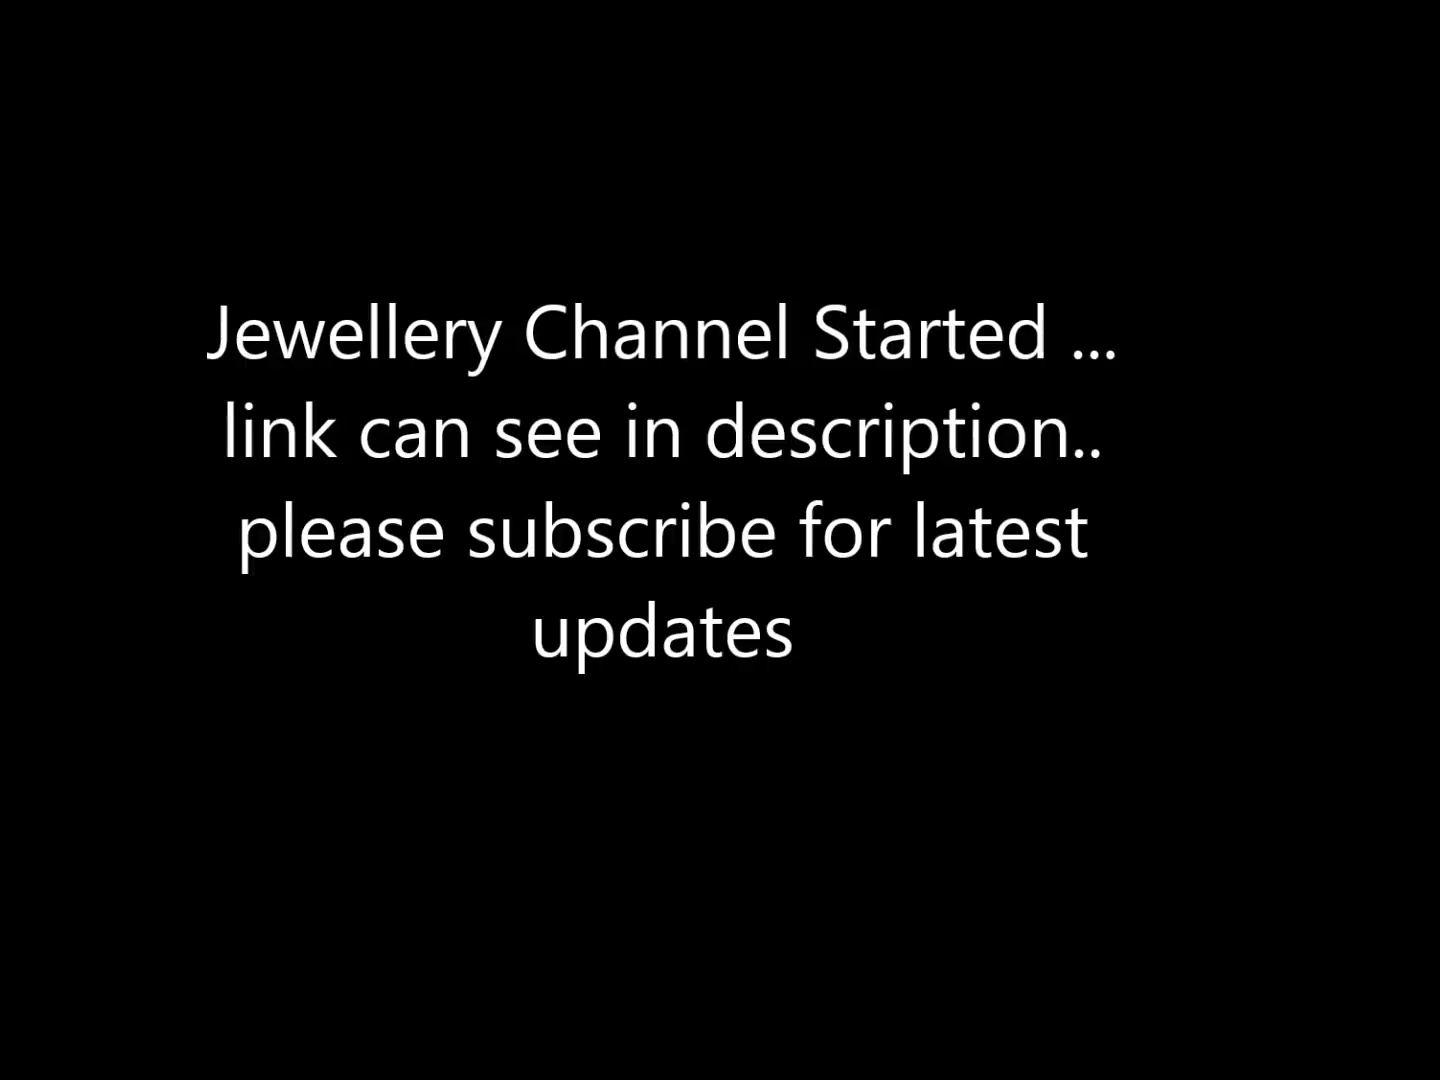 Jewellery Channel Started ...
link can see in description..
please subscribe for latest
updates